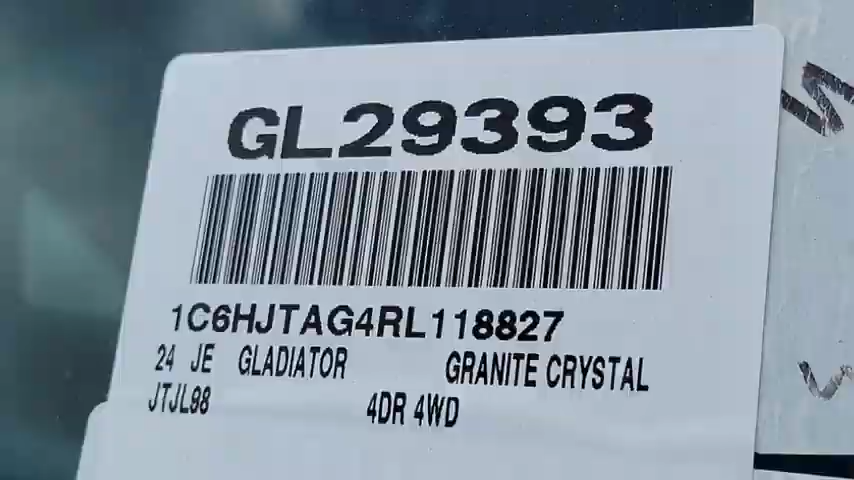 GL29393
1C6HJTAG4RL118827
24 JE GLADIATOR GRANITE CRYSTAL
JTJL98 4DR 4WD